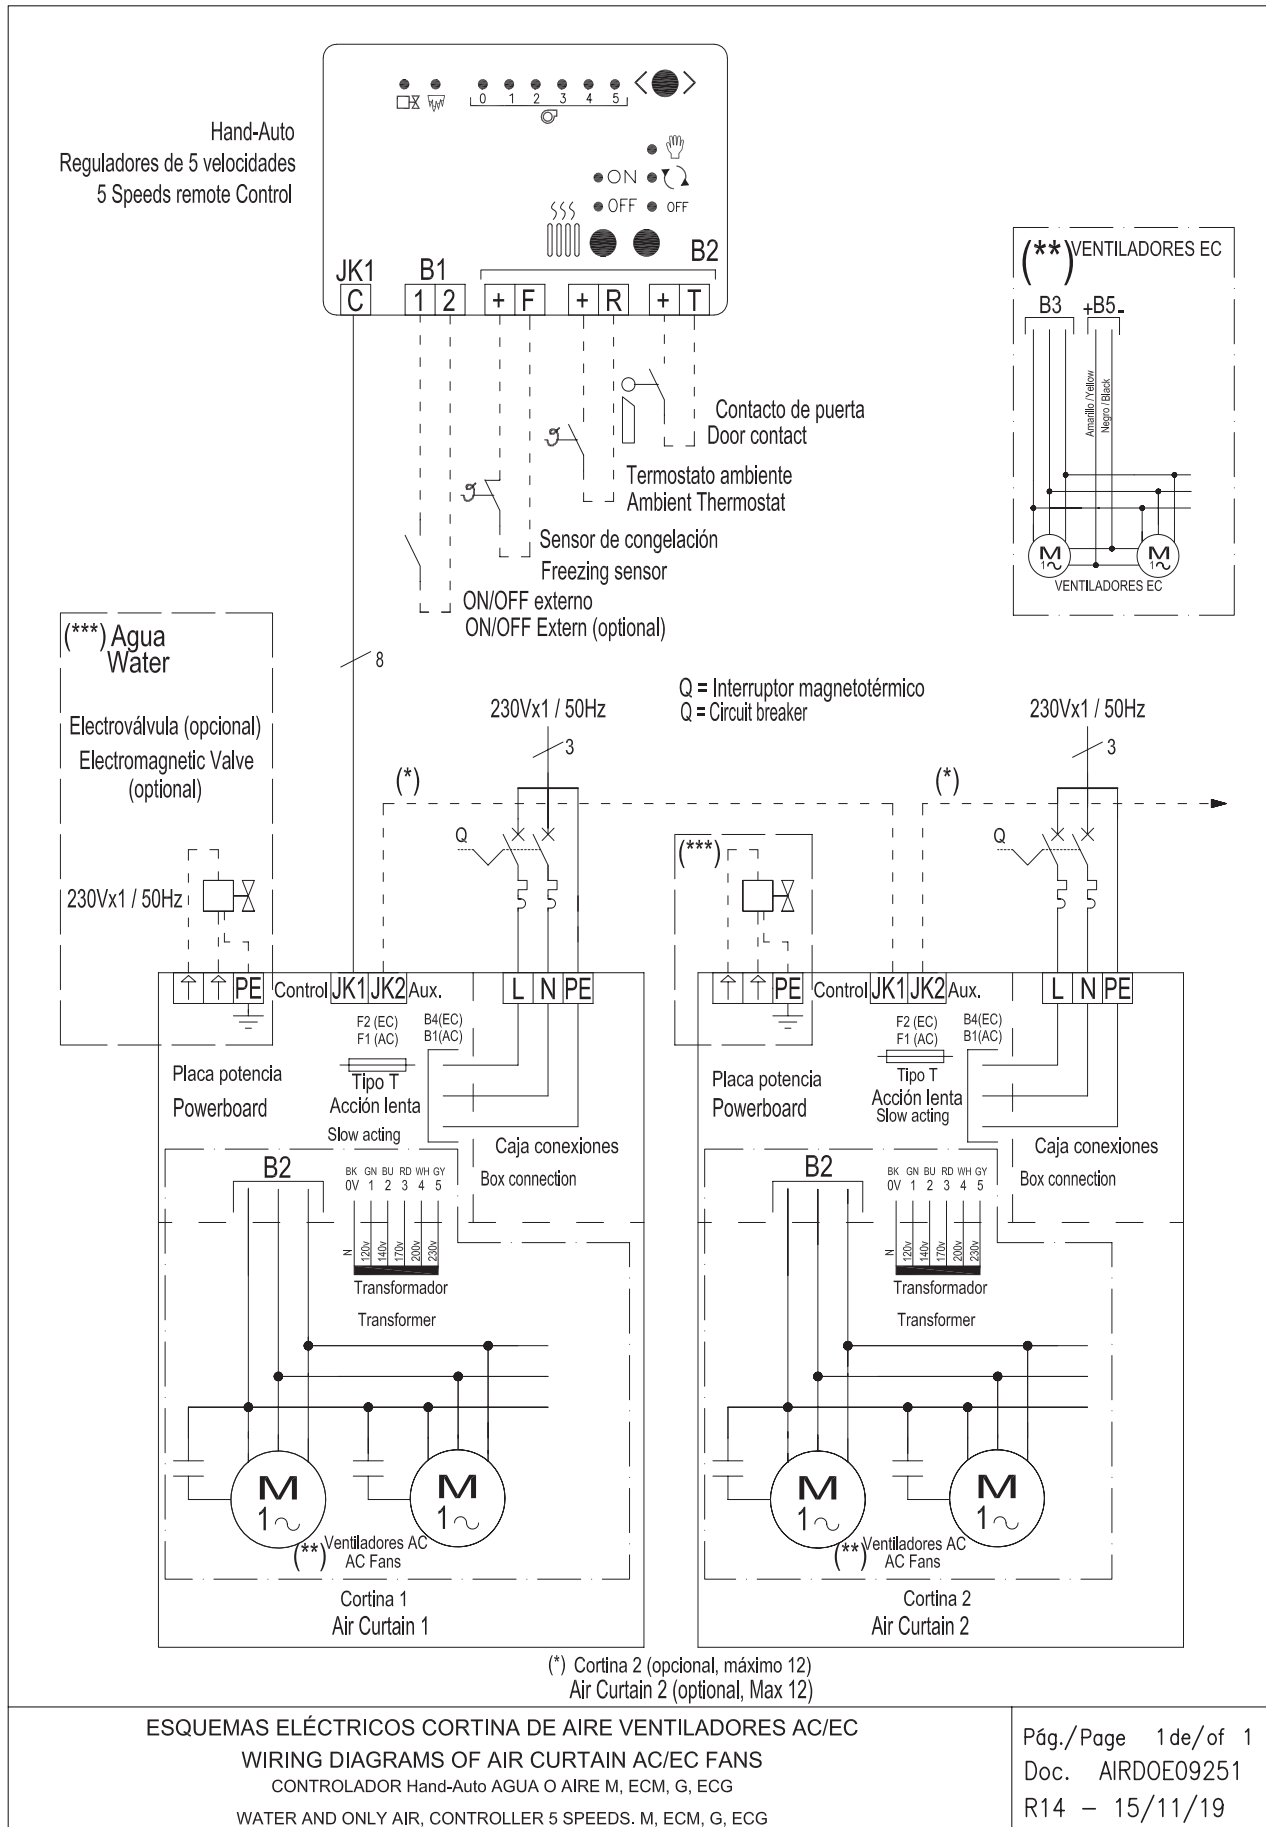 0 1 2 3 4 5
Hand-Auto
Reguladores de 5 velocidades
5 Speeds remote Control
ON
OFF OFF
JK1 B1 B2
C 1 2 + F + R + T
(**) VENTILADORES EC
B3 +B5-
Amarillo / Yellow
Negro / Black
M
1~
M
1~
VENTILADORES EC
Contacto de puerta
Door contact
Termostato ambiente
Ambient Thermostat
Sensor de congelación
Freezing sensor
ON/OFF externo
ON/OFF Extern (optional)
8
(***) Agua
Water
Electroválvula (opcional)
Electromagnetic Valve
(optional)
230Vx1 / 50Hz
Q = Interruptor magnetotérmico
Q = Circuit breaker
230Vx1 / 50Hz
3
(*)
Q
230Vx1 / 50Hz
3
(*)
Q
(***)
PE Control JK1 JK2 Aux. L N PE
F2 (EC) B4(EC)
F1 (AC) B1(AC)
Placa potencia
Powerboard
Tipo T
Acción lenta
Slow acting
Caja conexiones
Box connection
B2
BK GN BU RD WH GY
0V 1 2 3 4 5
N 120v 140v 170v 200v 230v
Transformador
Transformer
M
1~
M
1~
(**) Ventiladores AC
AC Fans
Cortina 1
Air Curtain 1
PE Control JK1 JK2 Aux. L N PE
F2 (EC) B4(EC)
F1 (AC) B1(AC)
Placa potencia
Powerboard
Tipo T
Acción lenta
Slow acting
Caja conexiones
Box connection
B2
BK GN BU RD WH GY
0V 1 2 3 4 5
N 120v 140v 170v 200v 230v
Transformador
Transformer
M
1~
M
1~
(**) Ventiladores AC
AC Fans
Cortina 2
Air Curtain 2
(*) Cortina 2 (opcional, máximo 12)
Air Curtain 2 (optional, Max 12)
ESQUEMAS ELÉCTRICOS CORTINA DE AIRE VENTILADORES AC/EC
WIRING DIAGRAMS OF AIR CURTAIN AC/EC FANS
CONTROLADOR Hand-Auto AGUA O AIRE M, ECM, G, ECG
WATER AND ONLY AIR, CONTROLLER 5 SPEEDS. M, ECM, G, ECG
Pág./Page 1de/of 1
Doc. AIRDOE09251
R14 – 15/11/19